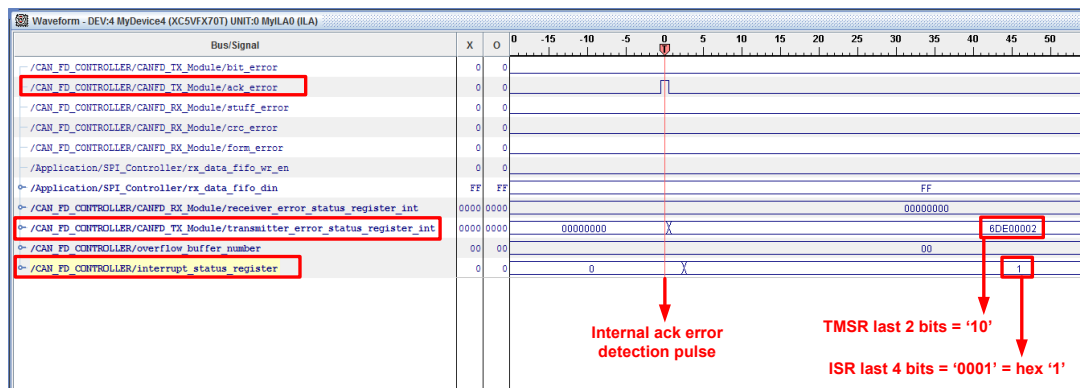 Waveform - DEV:4 MyDevice4 (XC5VFX70T) UNIT:0 MyILA0 (ILA)
Bus/Signal X O 0 -15 -10 -5 0 5 10 15 20 25 30 35 40 45 50
T
/CAN_FD_CONTROLLER/CANFD_TX_Module/bit_error 0 0
/CAN_FD_CONTROLLER/CANFD_TX_Module/ack_error 0 0
/CAN_FD_CONTROLLER/CANFD_RX_Module/stuff_error 0 0
/CAN_FD_CONTROLLER/CANFD_RX_Module/crc_error 0 0
/CAN_FD_CONTROLLER/CANFD_RX_Module/form_error 0 0
/Application/SPI_Controller/rx_data_fifo_wr_en 0 0
/Application/SPI_Controller/rx_data_fifo_din FF FF FF
/CAN_FD_CONTROLLER/CANFD_RX_Module/receiver_error_status_register_int 0000 0000 00000000
/CAN_FD_CONTROLLER/CANFD_TX_Module/transmitter_error_status_register_int 0000 0000 00000000 6DE00002
/CAN_FD_CONTROLLER/overflow_buffer_number 00 00 00
/CAN_FD_CONTROLLER/interrupt_status_register 0 0 0 1
Internal ack error
detection pulse
TMSR last 2 bits = ‘10’
ISR last 4 bits = ‘0001’ = hex ‘1’